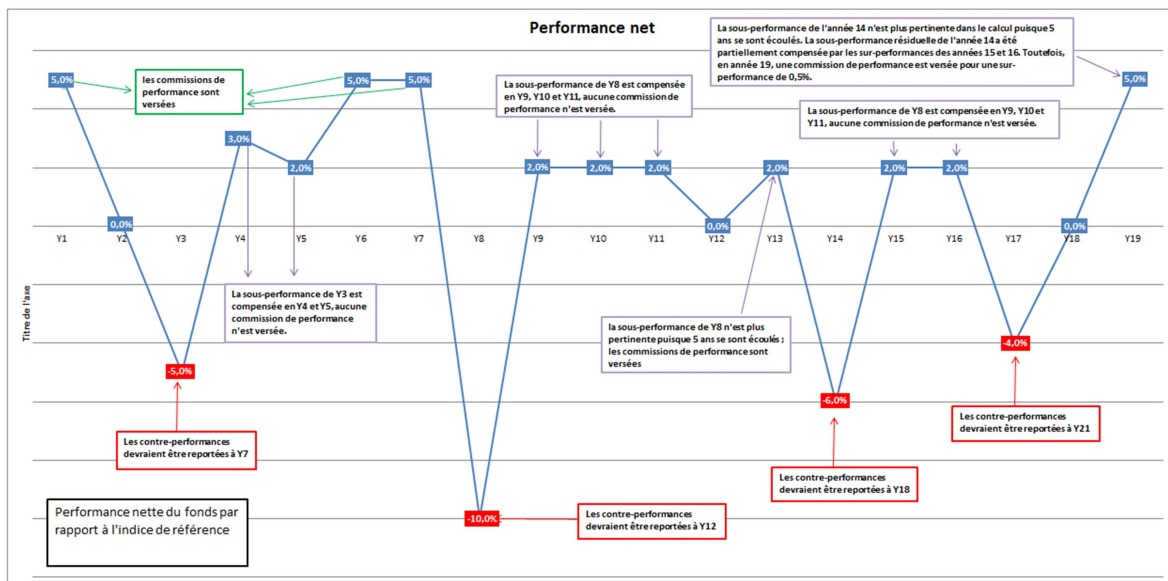 Performance net
La sous-performance de l'année 14 n'est plus pertinente dans le calcul puisque 5
ans se sont écoulés. La sous-performance résiduelle de l'année 14 a été
partiellement compensée par les sur-performances des années 15 et 16. Toutefois,
en année 19, une commission de performance est versée pour une sur-
performance de 0,5%.
les commissions de
performance sont
versées
La sous-performance de Y8 est compensée
en Y9, Y10 et Y11, aucune commission de
performance n'est versée.
La sous-performance de Y8 est compensée en Y9, Y10 et
Y11, aucune commission de performance n'est versée.
5,0%
0,0%
-5,0%
3,0%
2,0%
5,0%
5,0%
-10,0%
2,0%
2,0%
2,0%
0,0%
2,0%
-6,0%
2,0%
2,0%
-4,0%
0,0%
5,0%
Y1 Y2 Y3 Y4 Y5 Y6 Y7 Y8 Y9 Y10 Y11 Y12 Y13 Y14 Y15 Y16 Y17 Y18 Y19
Titre de l'axe
La sous-performance de Y3 est
compensée en Y4 et Y5, aucune
commission de performance
n'est versée.
la sous-performance de Y8 n'est plus
pertinente puisque 5 ans se sont écoulés ;
les commissions de performance sont
versées
Les contre-performances
devraient être reportées à Y7
Les contre-performances
devraient être reportées à Y21
Les contre-performances
devraient être reportées à Y18
Les contre-performances
devraient être reportées à Y12
Performance nette du fonds par
rapport à l'indice de référence